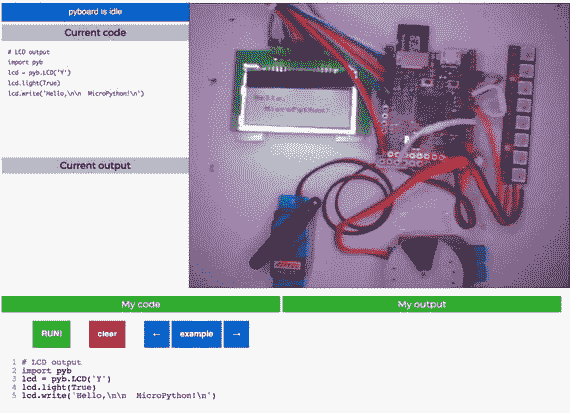 pyboard is idle
Current code
# LCD output
import pyb
lcd = pyb.LCD('Y')
lcd.light(True)
lcd.write('Hello,\n\n  MicroPython!\n')
Hello,
MicroPython!
Current output
My code
My output
RUN!
clear
←
example
→
1 # LCD output
2 import pyb
3 lcd = pyb.LCD('Y')
4 lcd.light(True)
5 lcd.write('Hello,\n\n  MicroPython!\n')